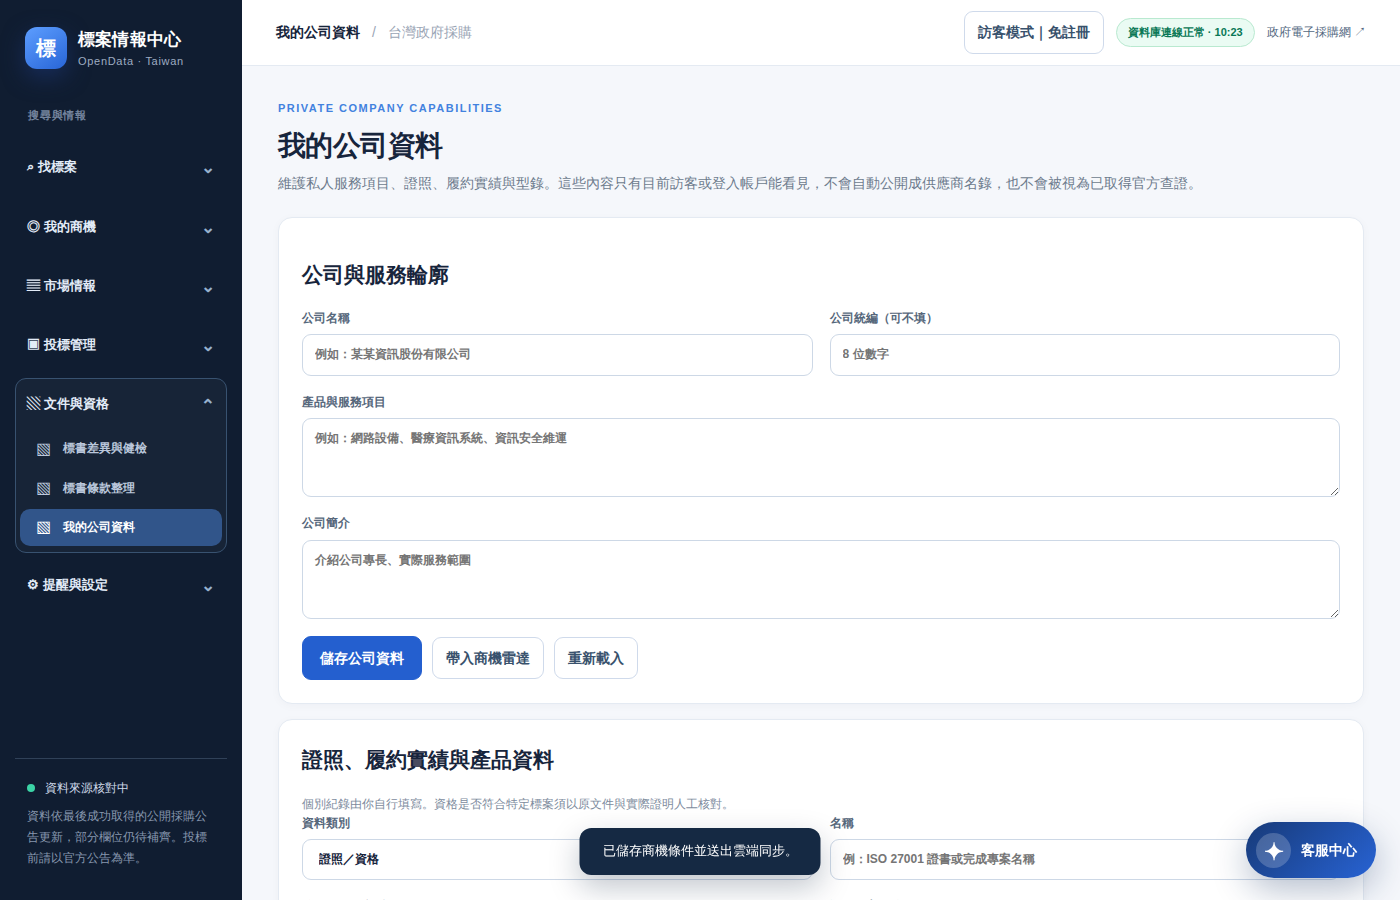 標
標案情報中心
OpenData · Taiwan
搜尋與情報
找標案
我的商機
市場情報
投標管理
文件與資格
標書差異與健檢
標書條款整理
我的公司資料
提醒與設定
資料來源核對中
資料依最後成功取得的公開採購公
告更新，部分欄位仍待補齊。投標
前請以官方公告為準。
我的公司資料 / 台灣政府採購
訪客模式｜免註冊
資料庫連線正常 · 10:23
政府電子採購網 ↗
PRIVATE COMPANY CAPABILITIES
我的公司資料
維護私人服務項目、證照、履約實績與型錄。這些內容只有目前訪客或登入帳戶能看見，不會自動公開成供應商名錄，也不會被視為已取得官方查證。
公司與服務輪廓
公司名稱
例如：某某資訊股份有限公司
公司統編（可不填）
8 位數字
產品與服務項目
例如：網路設備、醫療資訊系統、資訊安全維運
公司簡介
介紹公司專長、實際服務範圍
儲存公司資料
帶入商機雷達
重新載入
證照、履約實績與產品資料
個別紀錄由你自行填寫。資格是否符合特定標案須以原文件與實際證明人工核對。
資料類別
證照／資格
名稱
例：ISO 27001 證書或完成專案名稱
已儲存商機條件並送出雲端同步。
客服中心